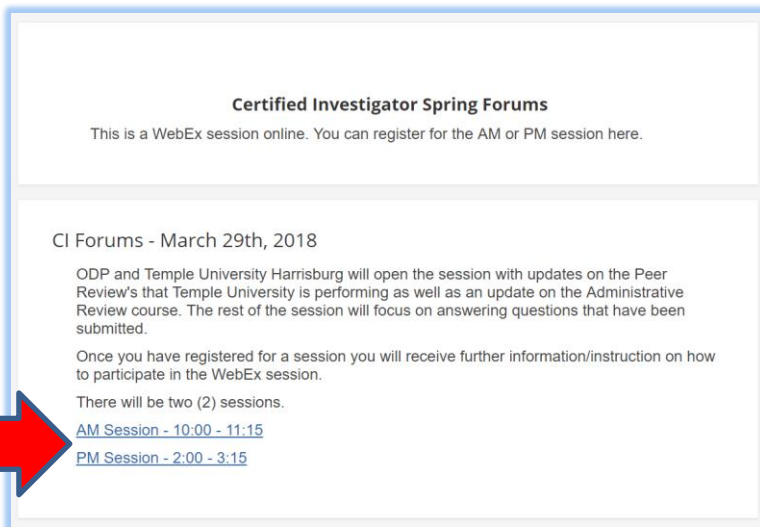 Certified Investigator Spring Forums
This is a WebEx session online. You can register for the AM or PM session here.
CI Forums - March 29th, 2018
ODP and Temple University Harrisburg will open the session with updates on the Peer
Review's that Temple University is performing as well as an update on the Administrative
Review course. The rest of the session will focus on answering questions that have been
submitted.
Once you have registered for a session you will receive further information/instruction on how
to participate in the WebEx session.
There will be two (2) sessions.
AM Session - 10:00 - 11:15
PM Session - 2:00 - 3:15